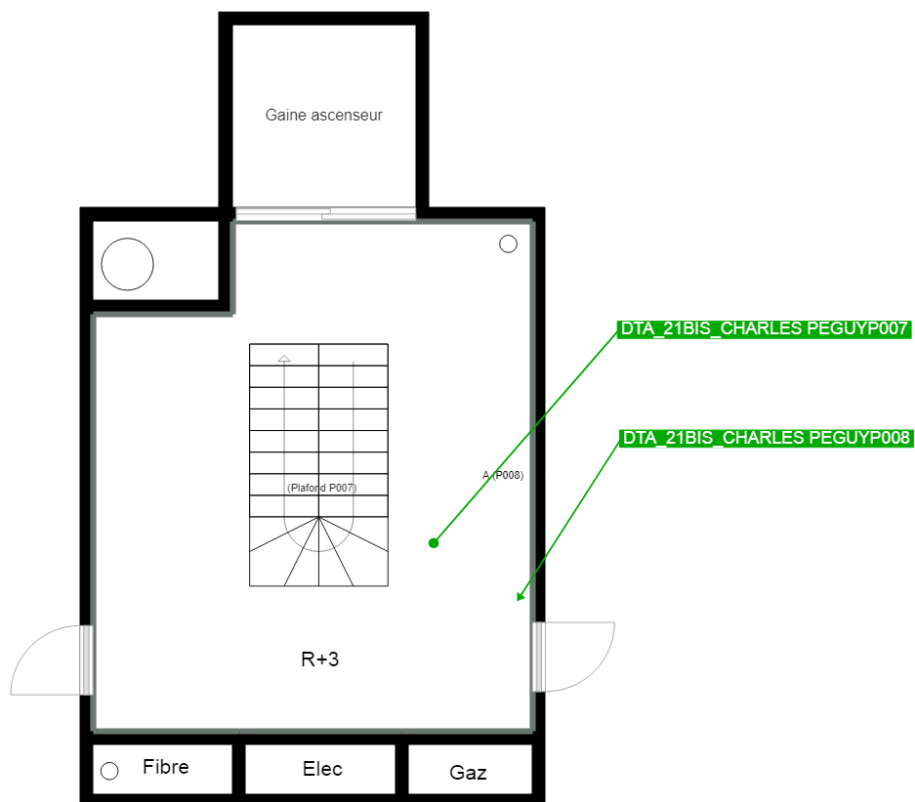 Gaine ascenseur
DTA_21BIS_CHARLES PEGUYP007
DTA_21BIS_CHARLES PEGUYP008
A (P008)
(Plafond P007)
R+3
Fibre
Elec
Gaz